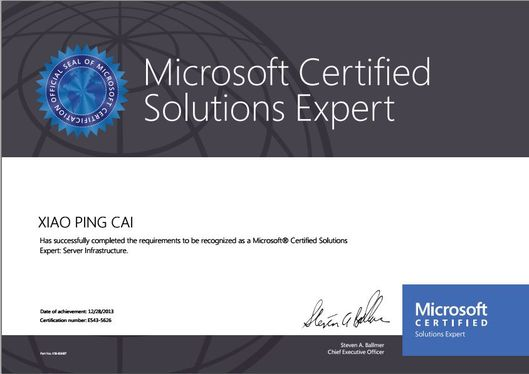 OFFICIAL SEAL OF MICROSOFT CERTIFICATION
Microsoft Certified
Solutions Expert
XIAO PING CAI
Has successfully completed the requirements to be recognized as a Microsoft® Certified Solutions
Expert: Server Infrastructure.
Date of achievement: 12/28/2013
Certification number: E543-5626
Steven A. Ballmer
Chief Executive Officer
Microsoft
CERTIFIED
Solutions Expert
Part No.